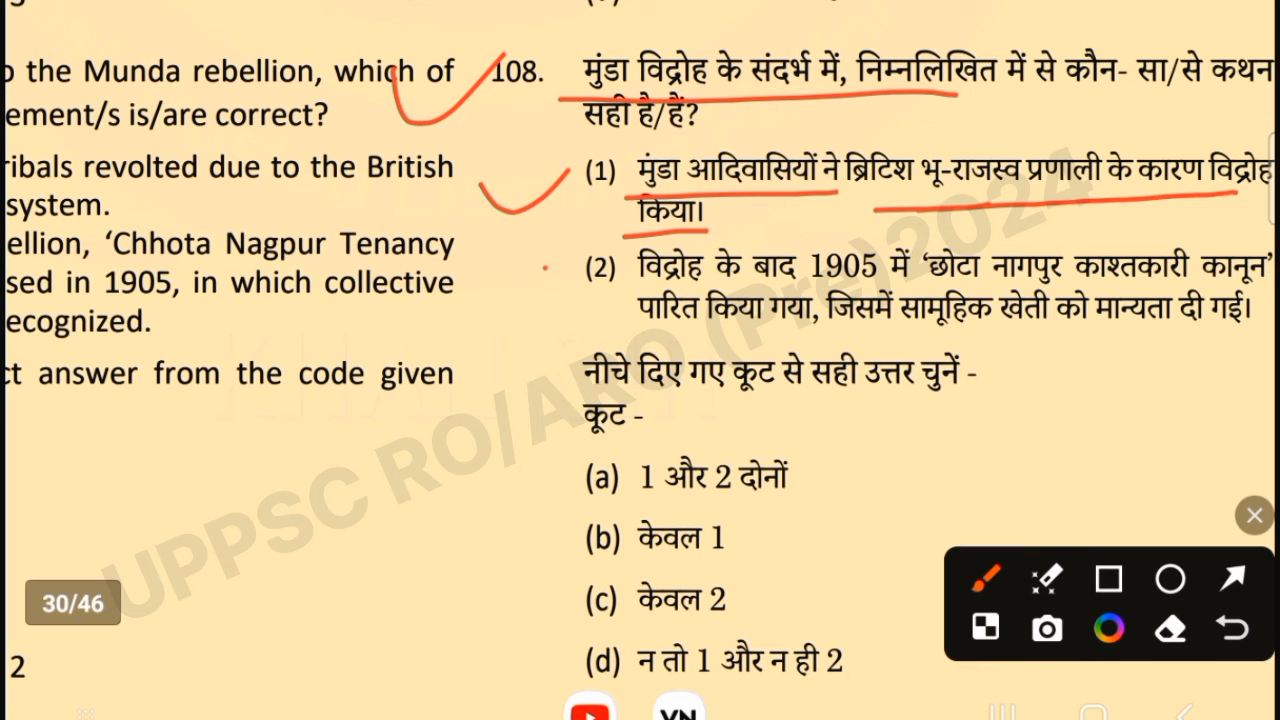 the Munda rebellion, which of
ement/s is/are correct?
ribals revolted due to the British
system.
ellion, ‘Chhota Nagpur Tenancy
sed in 1905, in which collective
ecognized.
ct answer from the code given
2
108. मुंडा विद्रोह के संदर्भ में, निम्नलिखित में से कौन- सा/से कथन
सही है/हैं?
(1) मुंडा आदिवासियों ने ब्रिटिश भू-राजस्व प्रणाली के कारण विद्रोह
किया।
(2) विद्रोह के बाद 1905 में ‘छोटा नागपुर काश्तकारी कानून’
पारित किया गया, जिसमें सामूहिक खेती को मान्यता दी गई।
नीचे दिए गए कूट से सही उत्तर चुनें -
कूट -
(a) 1 और 2 दोनों
(b) केवल 1
(c) केवल 2
(d) न तो 1 और न ही 2
UPPSC RO/ARO (Pre)2024
30/46
VN